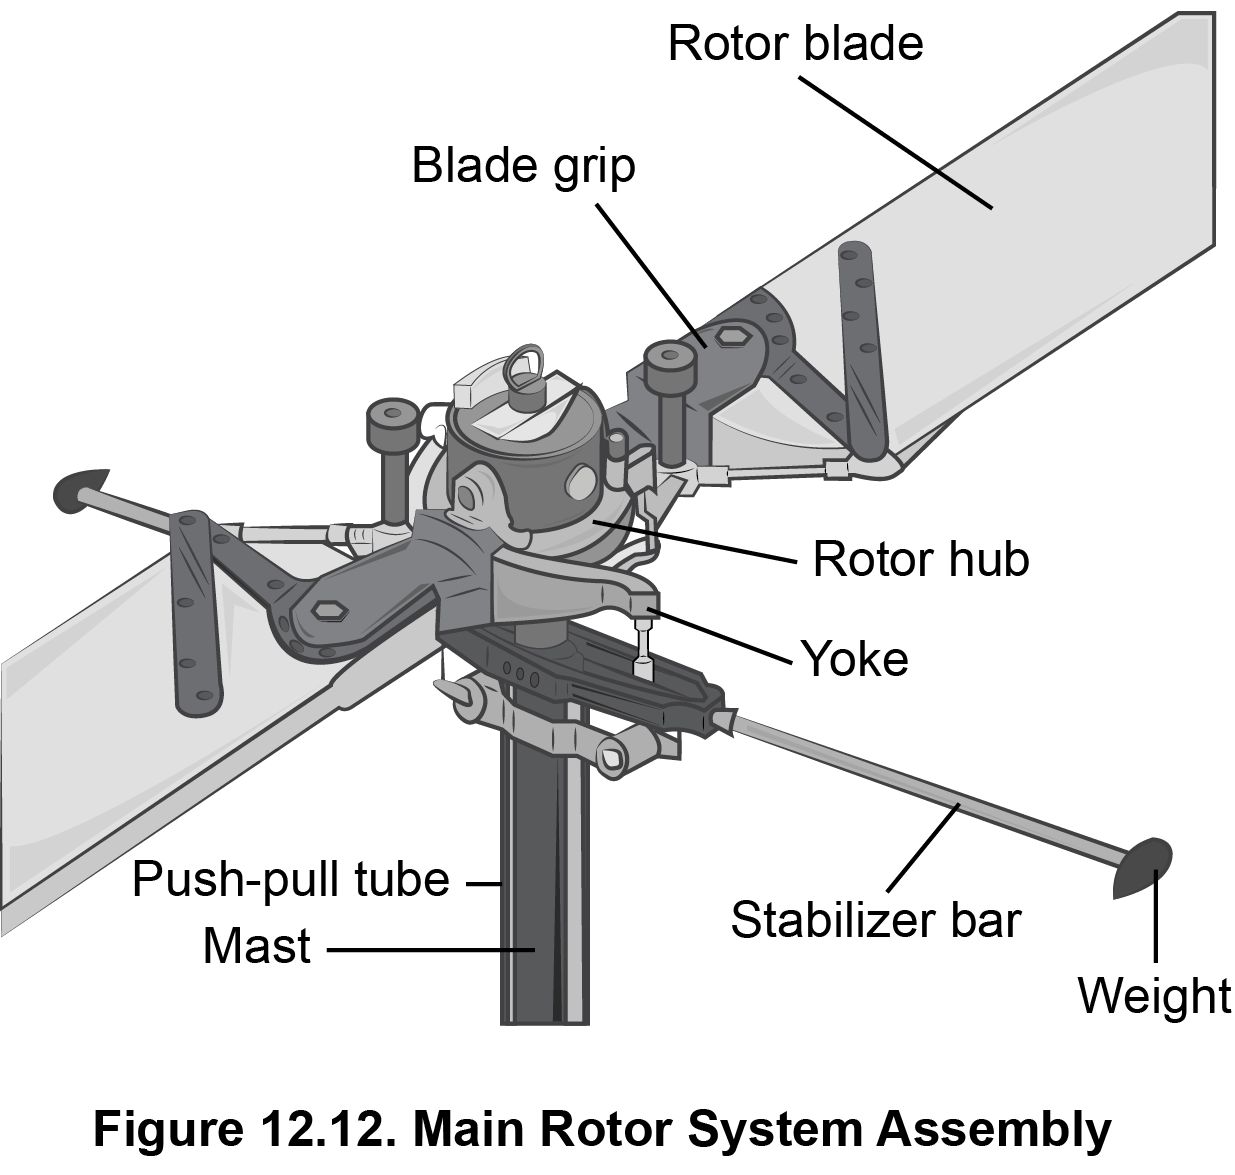 Rotor blade
Blade grip
Rotor hub
Yoke
Push-pull tube
Stabilizer bar
Mast
Weight
Figure 12.12. Main Rotor System Assembly